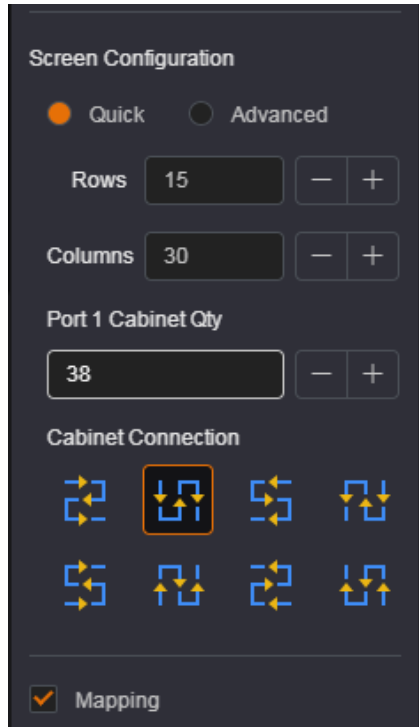 Screen Configuration
Quick Advanced
Rows 15 − +
Columns 30 − +
Port 1 Cabinet Qty
38 − +
Cabinet Connection
Mapping